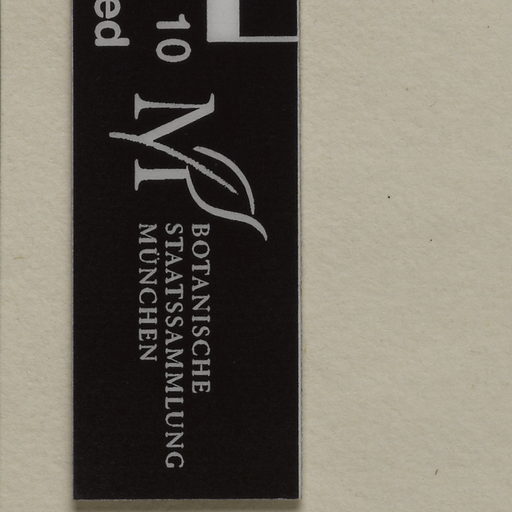 10
ed
M
BOTANISCHE
STAATSSAMMLUNG
MÜNCHEN